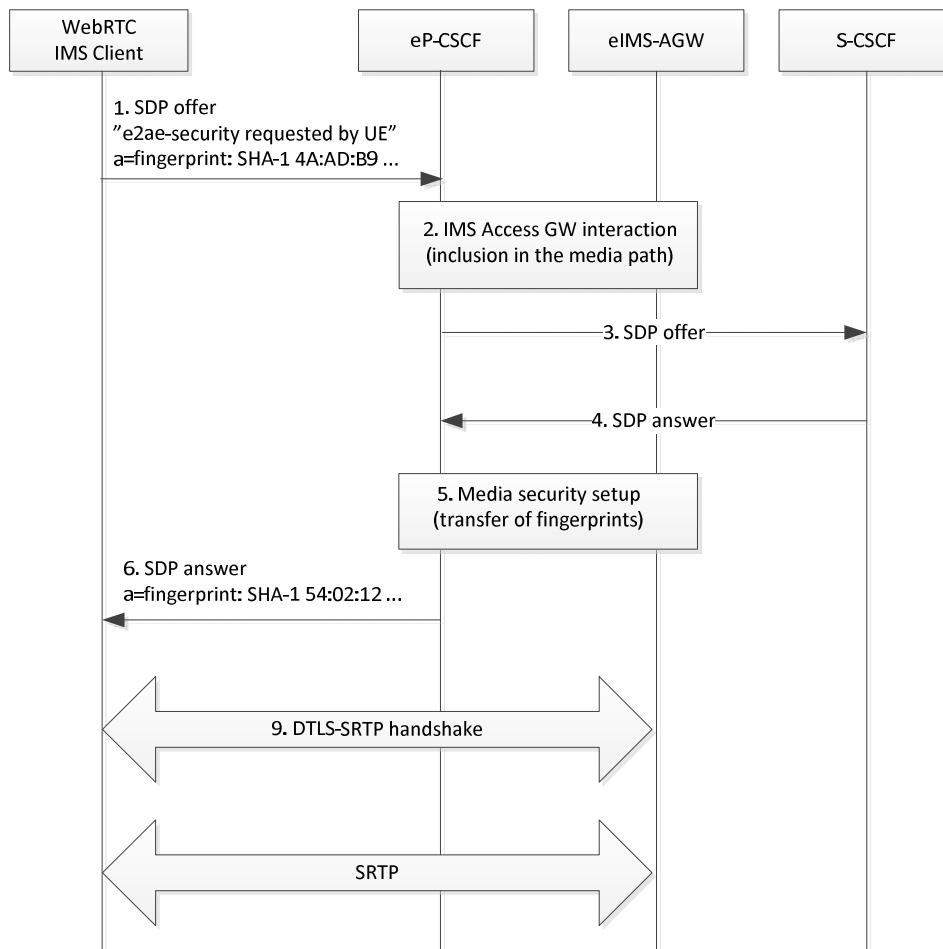 WebRTC
IMS Client
eP-CSCF
eIMS-AGW
S-CSCF
1. SDP offer
”e2ae-security requested by UE”
a=fingerprint: SHA-1 4A:AD:B9 ...
2. IMS Access GW interaction
(inclusion in the media path)
3. SDP offer
4. SDP answer
5. Media security setup
(transfer of fingerprints)
6. SDP answer
a=fingerprint: SHA-1 54:02:12 ...
9. DTLS-SRTP handshake
SRTP